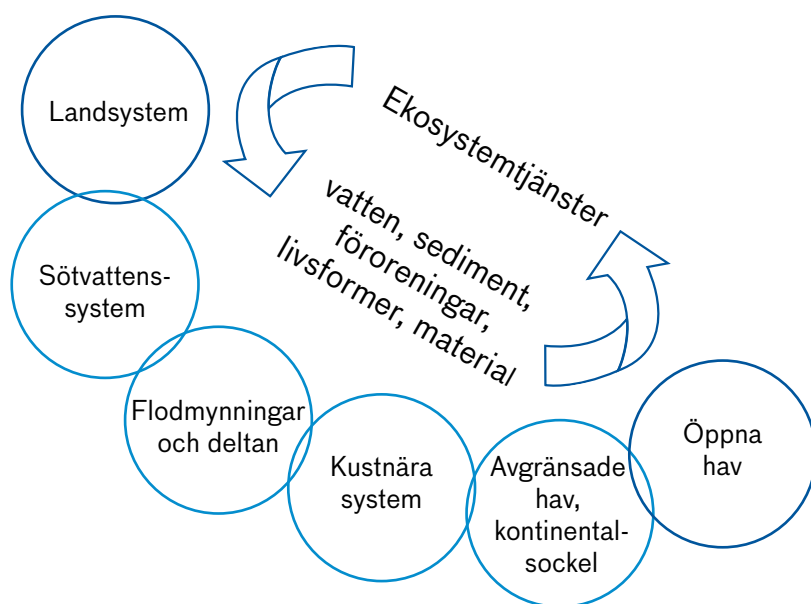 Landsystem
Ekosystemtjänster
vatten, sediment,
föroreningar,
livsformer, material
Sötvattens-
system
Flodmynningar
och deltan
Kustnära
system
Avgränsade
hav,
kontinental-
sockel
Öppna
hav